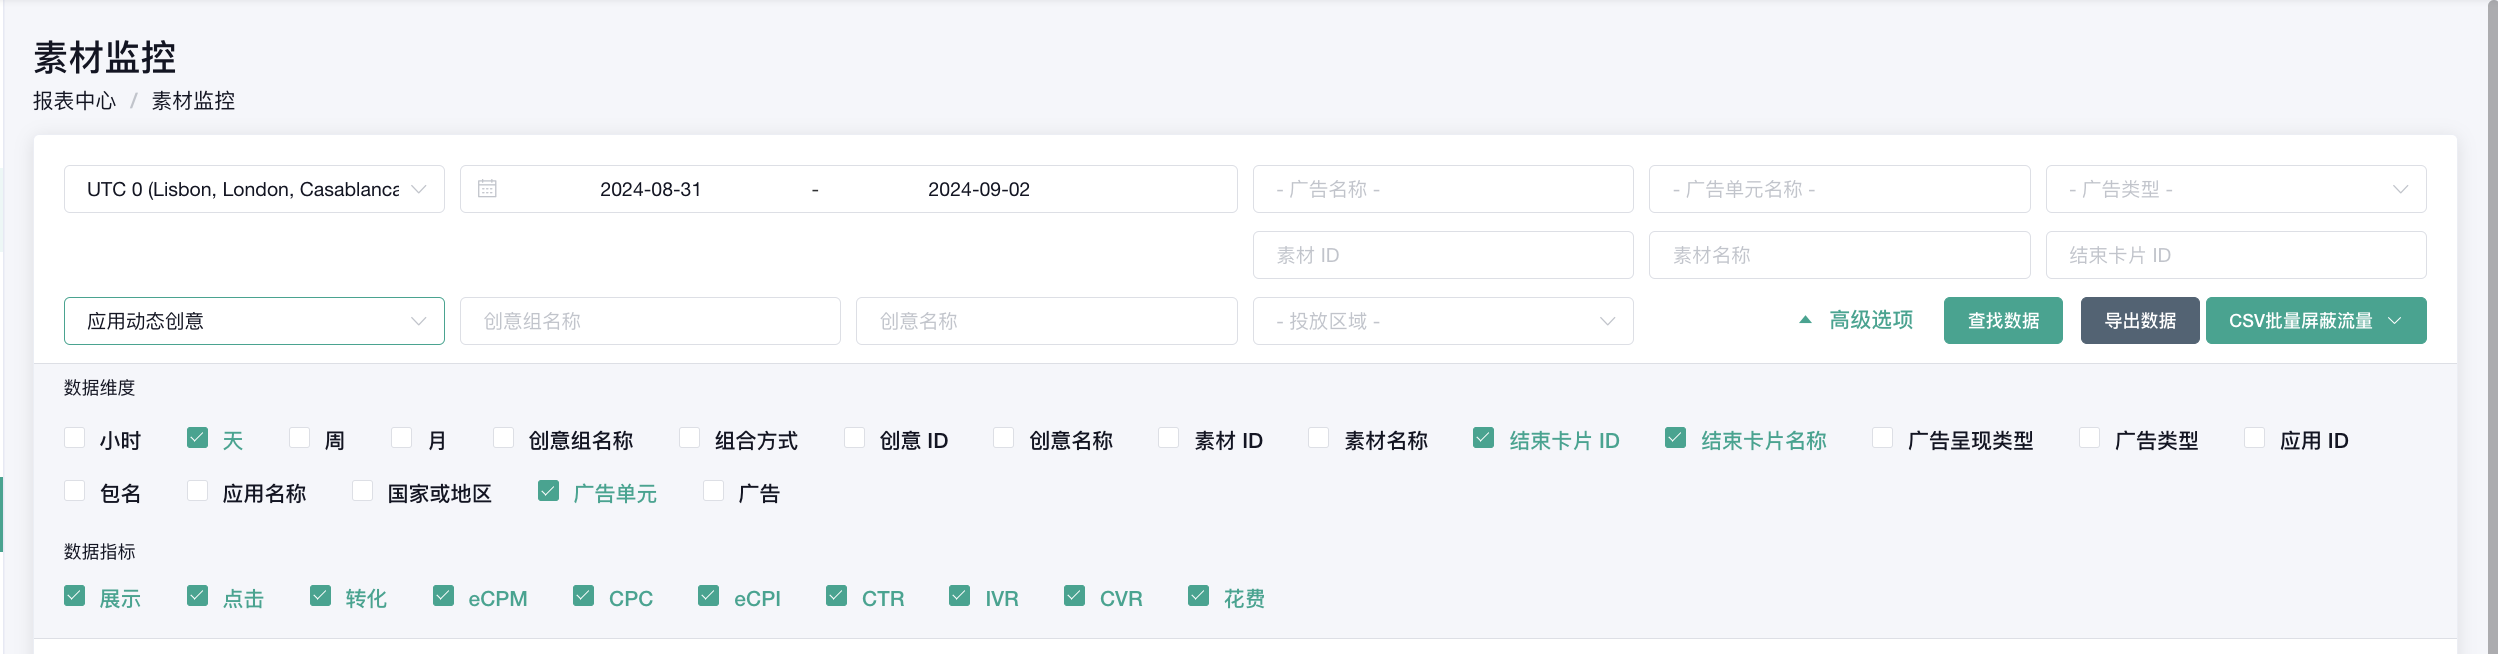 素材监控
报表中心 / 素材监控
UTC 0 (Lisbon, London, Casablanca 2024-08-31 - 2024-09-02 - 广告名称 - - 广告单元名称 - - 广告类型 -
素材 ID 素材名称 结束卡片 ID
应用动态创意 创意组名称 创意名称 - 投放区域 - 高级选项 查找数据 导出数据 CSV批量屏蔽流量
数据维度
小时 天 周 月 创意组名称 组合方式 创意 ID 创意名称 素材 ID 素材名称 结束卡片 ID 结束卡片名称 广告呈现类型 广告类型 应用 ID
包名 应用名称 国家或地区 广告单元 广告
数据指标
展示 点击 转化 eCPM CPC eCPI CTR IVR CVR 花费